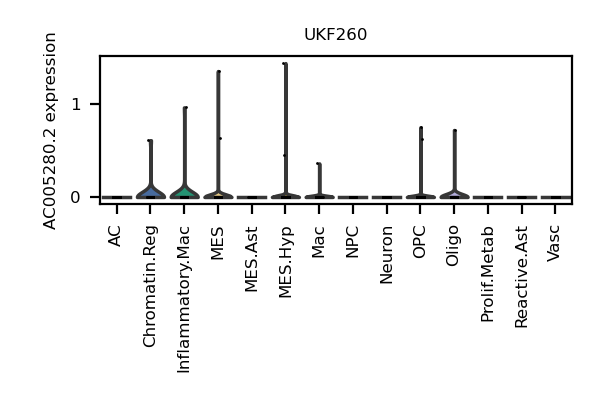 UKF260
AC005280.2 expression
1
0
AC
Chromatin.Reg
Inflammatory.Mac
MES
MES.Ast
MES.Hyp
Mac
NPC
Neuron
OPC
Oligo
Prolif.Metab
Reactive.Ast
Vasc